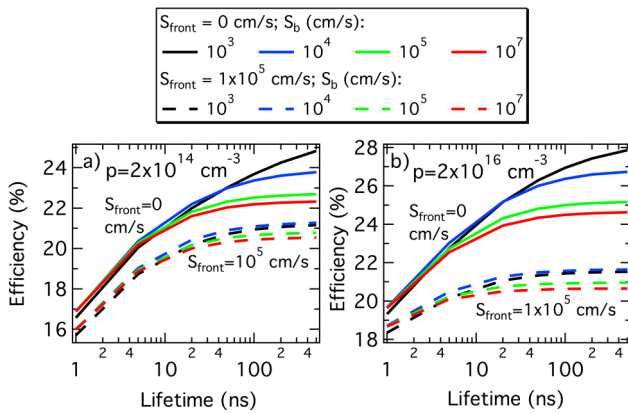 S_front = 0 cm/s; S_b (cm/s):
10^3 10^4 10^5 10^7
S_front = 1x10^5 cm/s; S_b (cm/s):
10^3 10^4 10^5 10^7
a) p=2x10^14 cm^-3
S_front=0
cm/s
S_front=10^5 cm/s
Efficiency (%)
24
22
20
18
16
1 2 4 10 2 4 100 2 4
Lifetime (ns)
b) p=2x10^16 cm^-3
S_front=0
cm/s
S_front=1x10^5 cm/s
Efficiency (%)
28
26
24
22
20
18
1 2 4 10 2 4 100 2 4
Lifetime (ns)